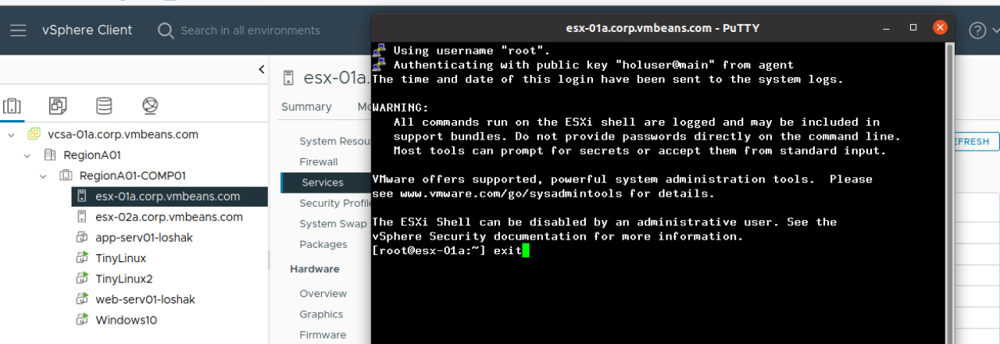 vSphere Client
Search in all environments
esx-01a.corp.vmbeans.com - PuTTY
Using username "root".
Authenticating with public key "holuser@main" from agent
The time and date of this login have been sent to the system logs.
WARNING:
All commands run on the ESXi shell are logged and may be included in
support bundles. Do not provide passwords directly on the command line.
Most tools can prompt for secrets or accept them from standard input.
VMware offers supported, powerful system administration tools.  Please
see www.vmware.com/go/sysadmintools for details.
The ESXi Shell can be disabled by an administrative user. See the
vSphere Security documentation for more information.
[root@esx-01a:~] exit
vcsa-01a.corp.vmbeans.com
RegionA01
RegionA01-COMP01
esx-01a.corp.vmbeans.com
esx-02a.corp.vmbeans.com
app-serv01-loshak
TinyLinux
TinyLinux2
web-serv01-loshak
Windows10
esx-01a.
Summary
Mo
System Resou
Firewall
Services
Security Profile
System Swap
Packages
Hardware
Overview
Graphics
Firmware
EFRESH